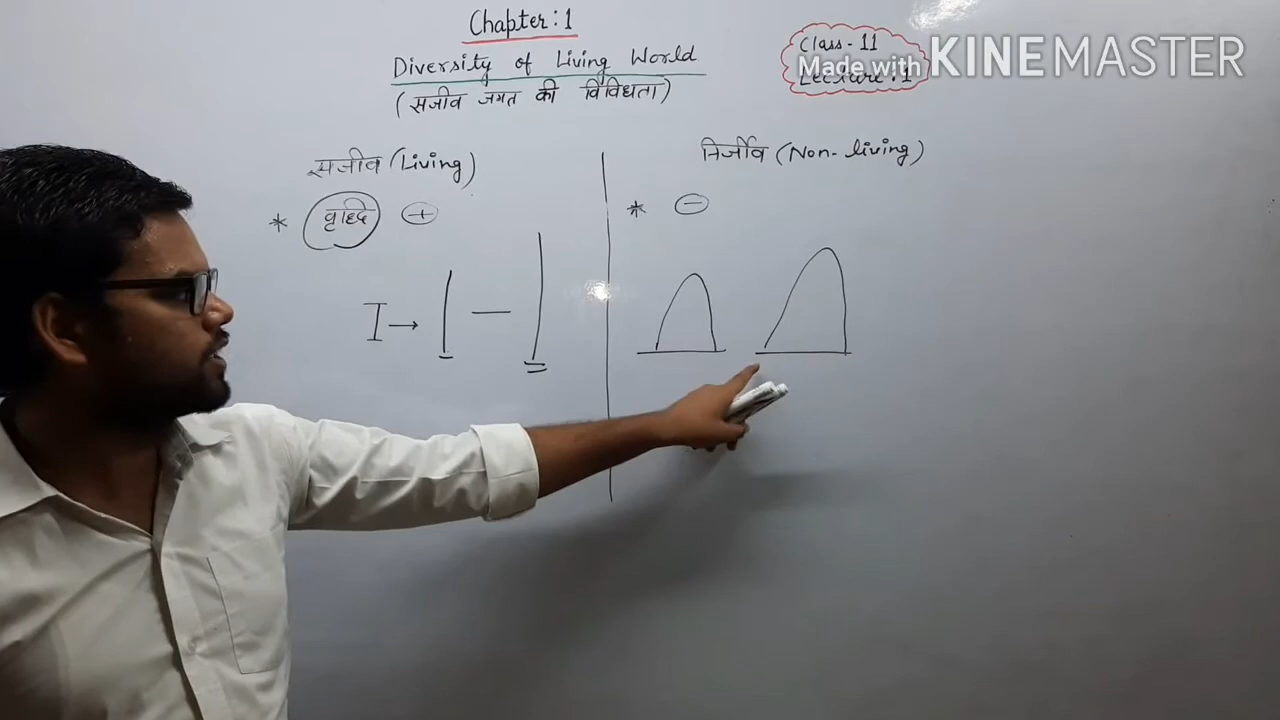 Chapter : 1
Diversity of Living World
(सजीव जगत की विविधता)
Class - 11
Lecture : 1
Made with KINEMASTER
सजीव (Living)
* वृद्धि +
I → | — |
निर्जीव (Non-living)
* -